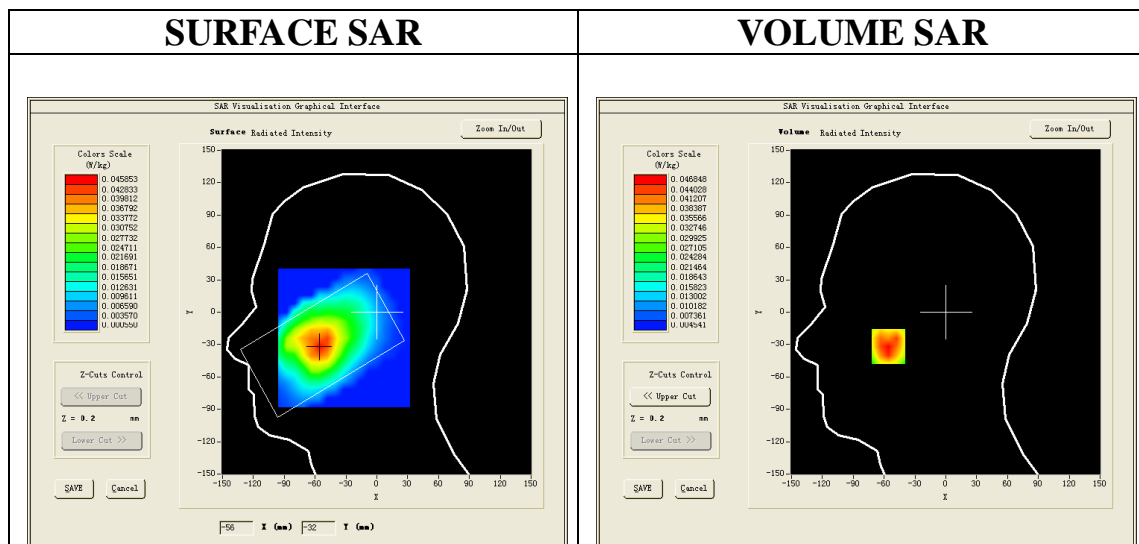 SURFACE SAR
VOLUME SAR
SAR Visualisation Graphical Interface
Surface Radiated Intensity
Zoom In/Out
Colors Scale
(W/kg)
0.045853
0.042833
0.039812
0.036792
0.033772
0.030752
0.027732
0.024711
0.021691
0.018671
0.015651
0.012631
0.009611
0.006590
0.003570
0.000550
Z-Cuts Control
<< Upper Cut
Z = 0.2 mm
Lower Cut >>
SAVE Cancel
150
120
90
60
30
0
-30
-60
-90
-120
-150
Y
-150 -120 -90 -60 -30 0 30 60 90 120 150
X
-56 X (mm) -32 Y (mm)
SAR Visualisation Graphical Interface
Volume Radiated Intensity
Zoom In/Out
Colors Scale
(W/kg)
0.046848
0.044028
0.041207
0.038387
0.035566
0.032746
0.029925
0.027105
0.024284
0.021464
0.018643
0.015823
0.013002
0.010182
0.007361
0.004541
Z-Cuts Control
<< Upper Cut
Z = 0.2 mm
Lower Cut >>
SAVE Cancel
150
120
90
60
30
0
-30
-60
-90
-120
-150
Y
-150 -120 -90 -60 -30 0 30 60 90 120 150
X